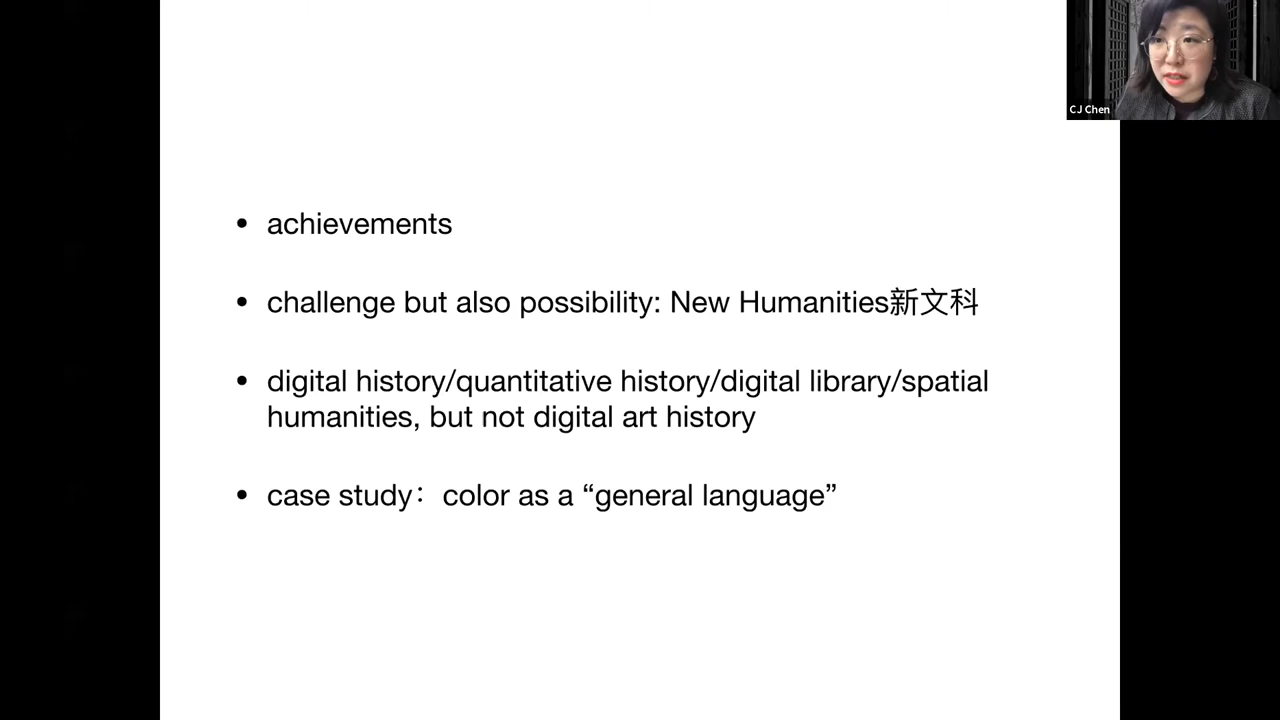 CJ Chen
• achievements
• challenge but also possibility: New Humanities新文科
• digital history/quantitative history/digital library/spatial
humanities, but not digital art history
• case study：color as a “general language”